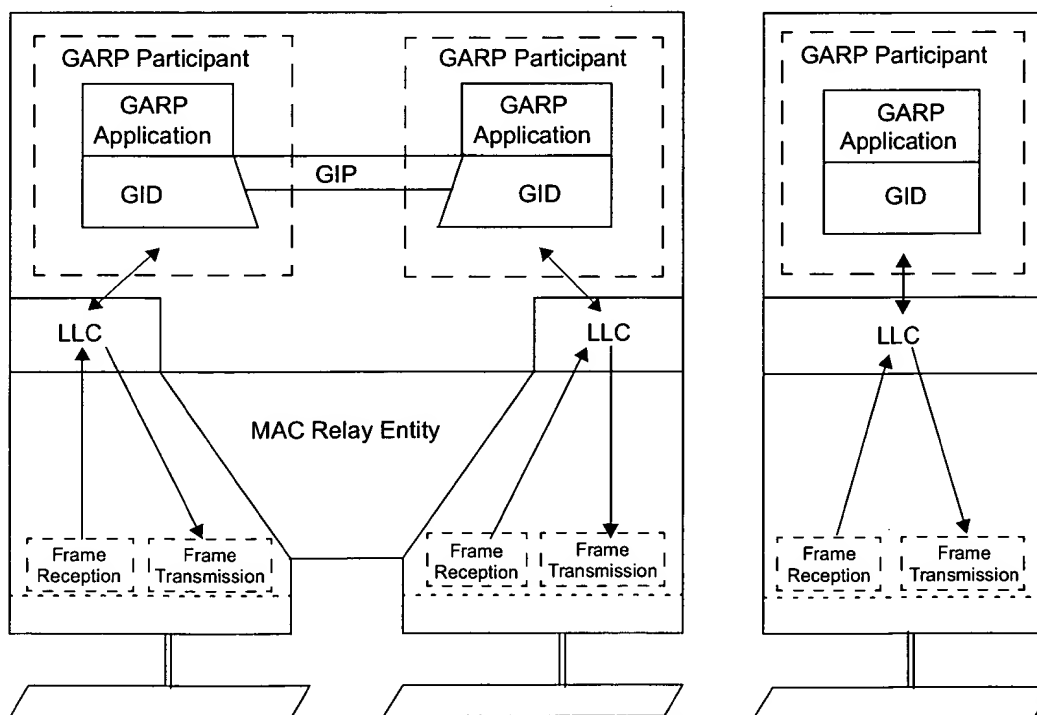 GARP Participant
GARP
Application
GID
GIP
GARP Participant
GARP
Application
GID
LLC
LLC
MAC Relay Entity
Frame
Reception
Frame
Transmission
Frame
Reception
Frame
Transmission
GARP Participant
GARP
Application
GID
LLC
Frame
Reception
Frame
Transmission